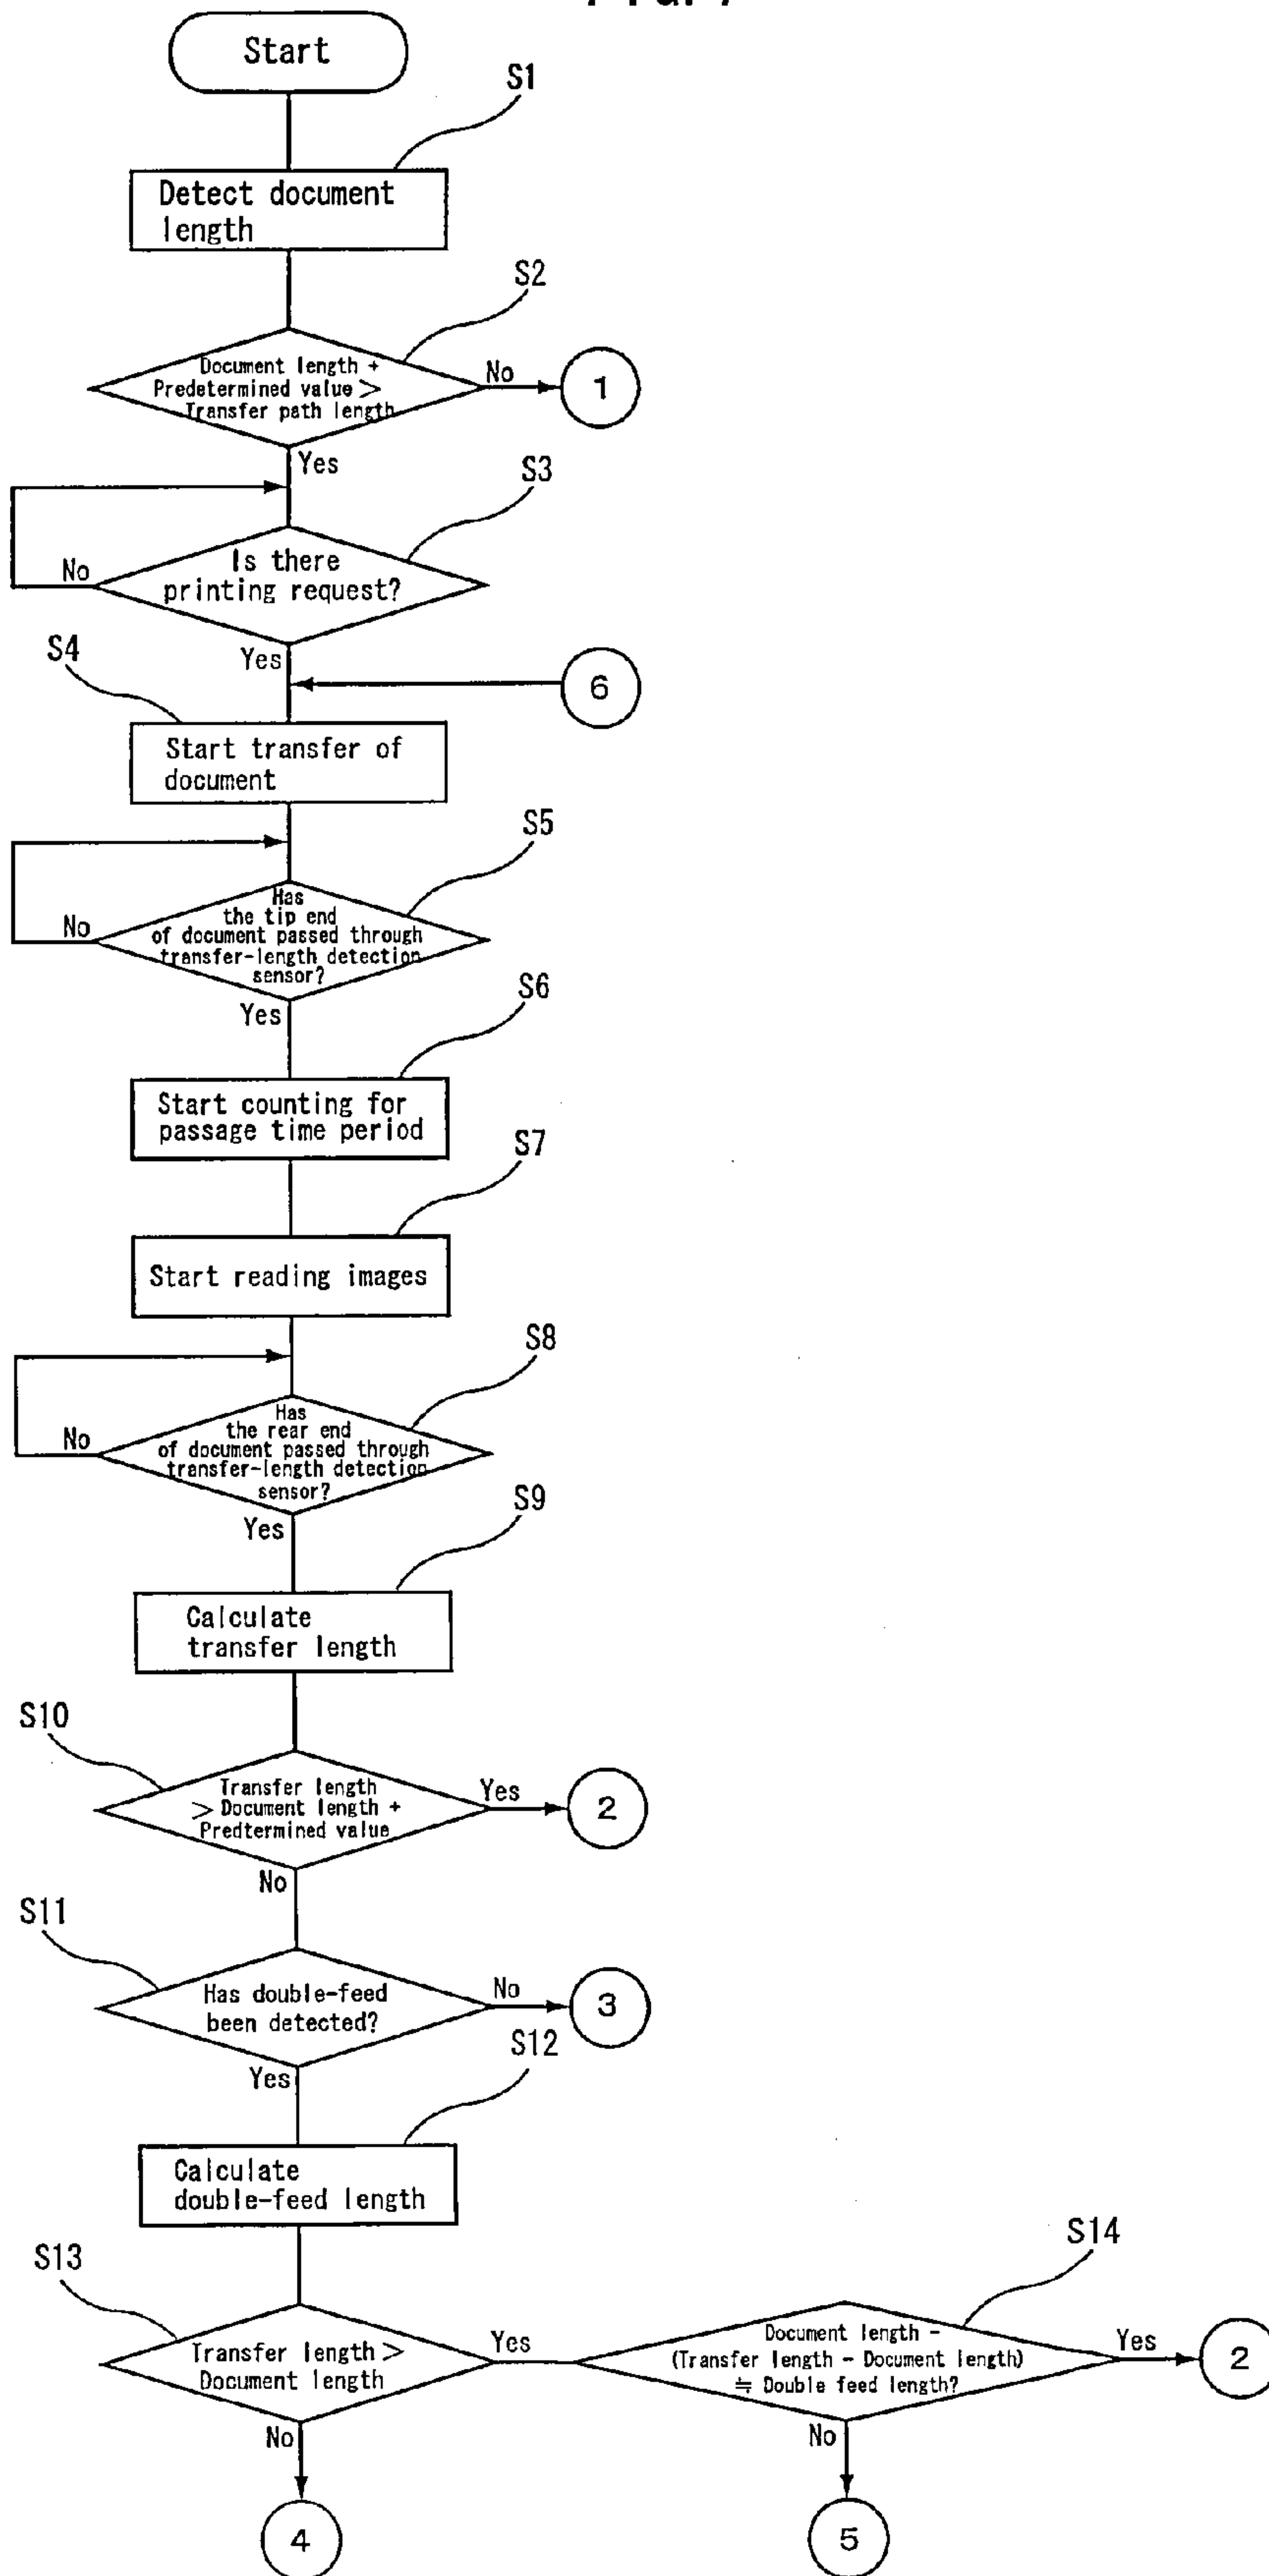 Start
S1
Detect document
length
S2
Document length +
Predetermined value >
Transfer path length
No
1
Yes
S3
Is there
printing request?
No
Yes
S4
6
Start transfer of
document
S5
Has
the tip end
of document passed through
transfer-length detection
sensor?
No
Yes
S6
Start counting for
passage time period
S7
Start reading images
S8
Has
the rear end
of document passed through
transfer-length detection
sensor?
No
Yes
S9
Calculate
transfer length
S10
Transfer length
> Document length +
Predtermined value
Yes
2
No
S11
Has double-feed
been detected?
No
3
Yes
S12
Calculate
double-feed length
S13
Transfer length >
Document length
Yes
No
4
S14
Document length -
(Transfer length - Document length)
≒ Double feed length?
Yes
2
No
5